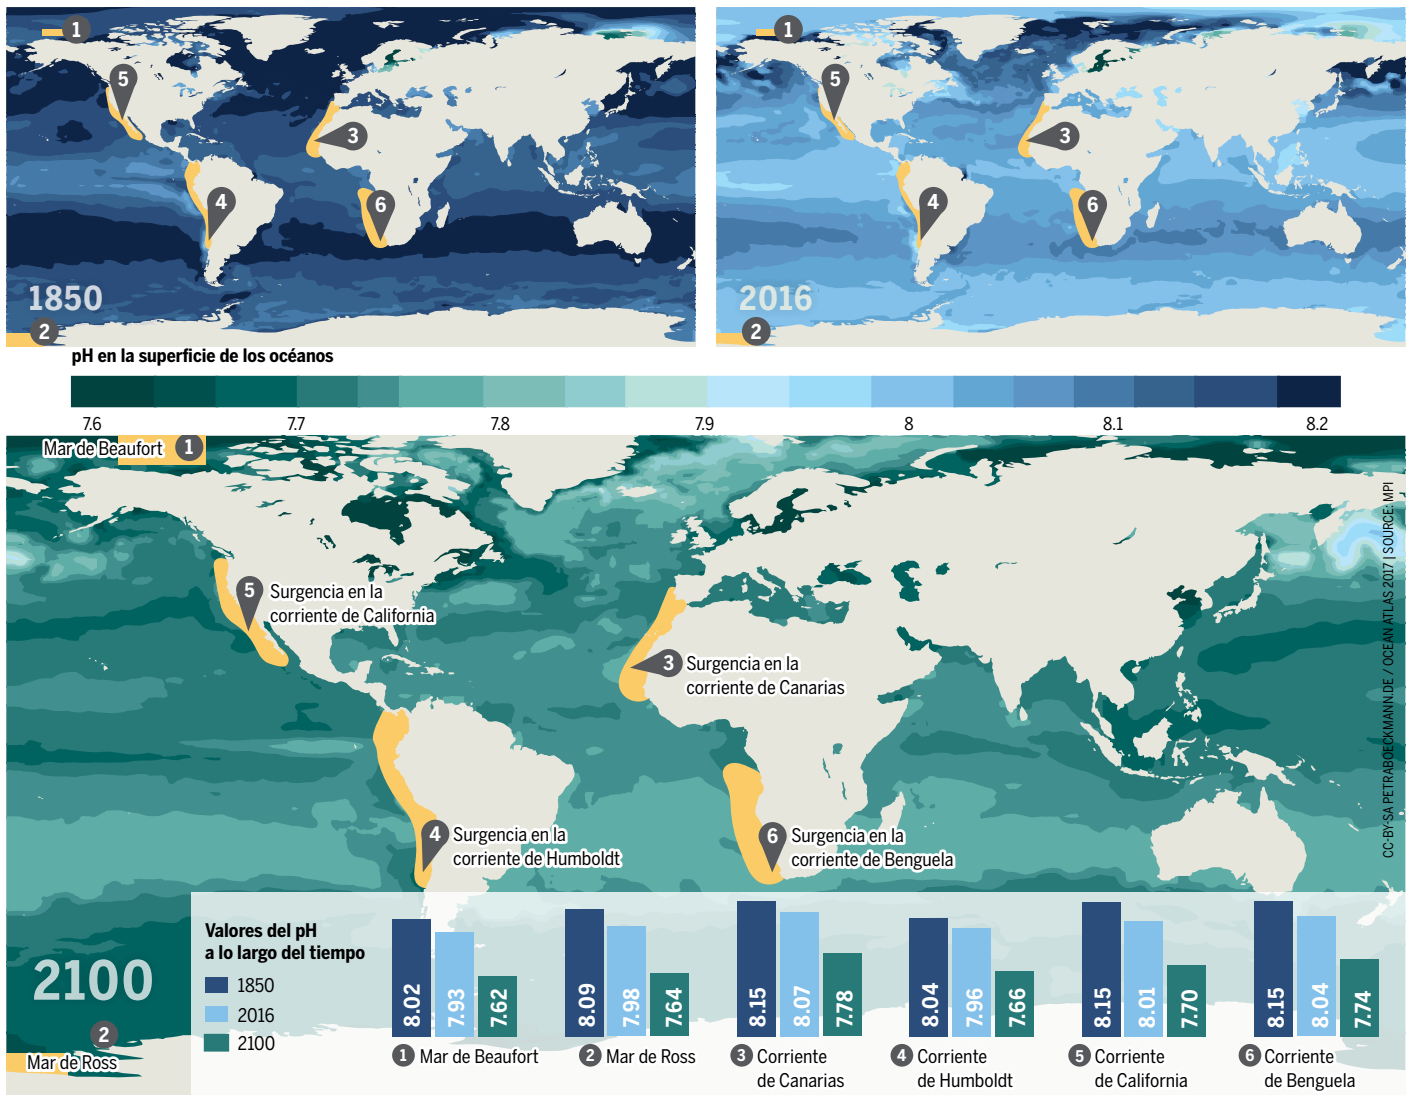 1
5
3
4
6
1850
2
1
5
3
4
6
2016
2
pH en la superficie de los océanos
7.6 7.7 7.8 7.9 8 8.1 8.2
Mar de Beaufort 1
5 Surgencia en la
corriente de California
3 Surgencia en la
corriente de Canarias
4 Surgencia en la
corriente de Humboldt
6 Surgencia en la
corriente de Benguela
2100
2
Mar de Ross
Valores del pH
a lo largo del tiempo
1850
2016
2100
8.02 7.93 7.62
1 Mar de Beaufort
8.09 7.98 7.64
2 Mar de Ross
8.15 8.07 7.78
3 Corriente
de Canarias
8.04 7.96 7.66
4 Corriente
de Humboldt
8.15 8.01 7.70
5 Corriente
de California
8.15 8.04 7.74
6 Corriente
de Benguela
CC-BY-SA PETRABOECKMANN.DE / OCEAN ATLAS 2017 | SOURCE: MPI